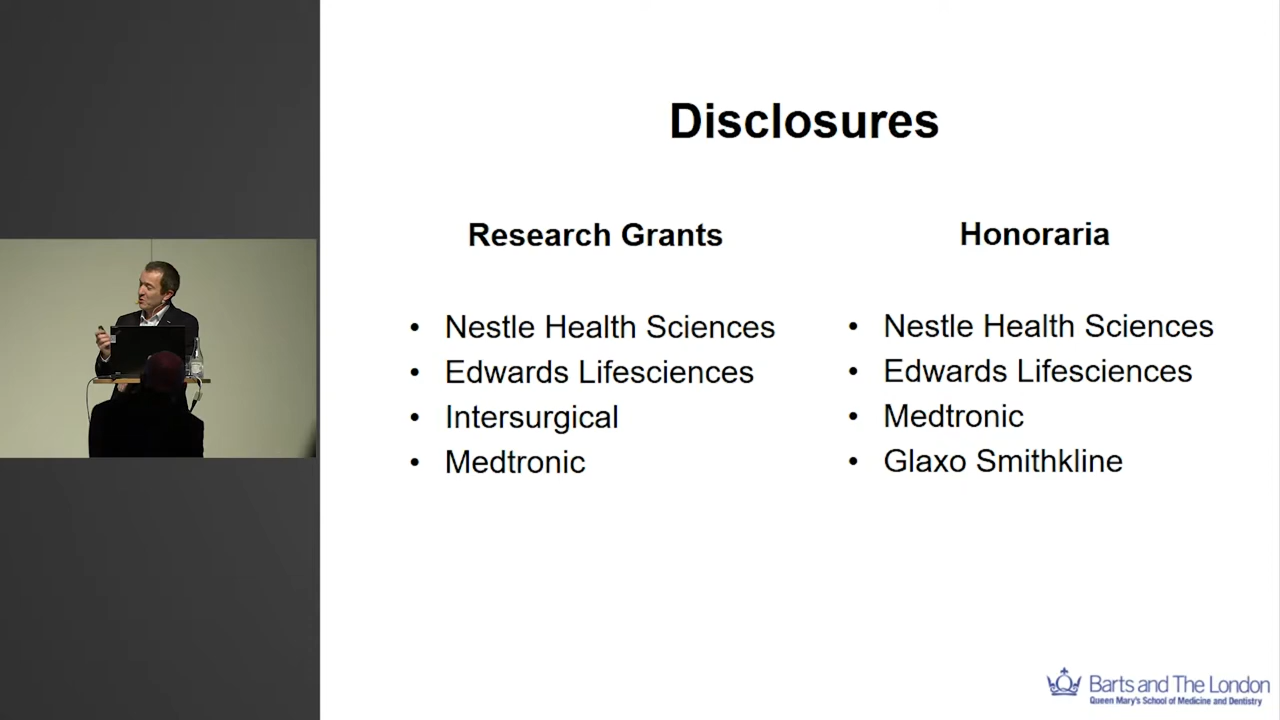 Disclosures
Research Grants
• Nestle Health Sciences
• Edwards Lifesciences
• Intersurgical
• Medtronic
Honoraria
• Nestle Health Sciences
• Edwards Lifesciences
• Medtronic
• Glaxo Smithkline
Barts and The London
Queen Mary's School of Medicine and Dentistry